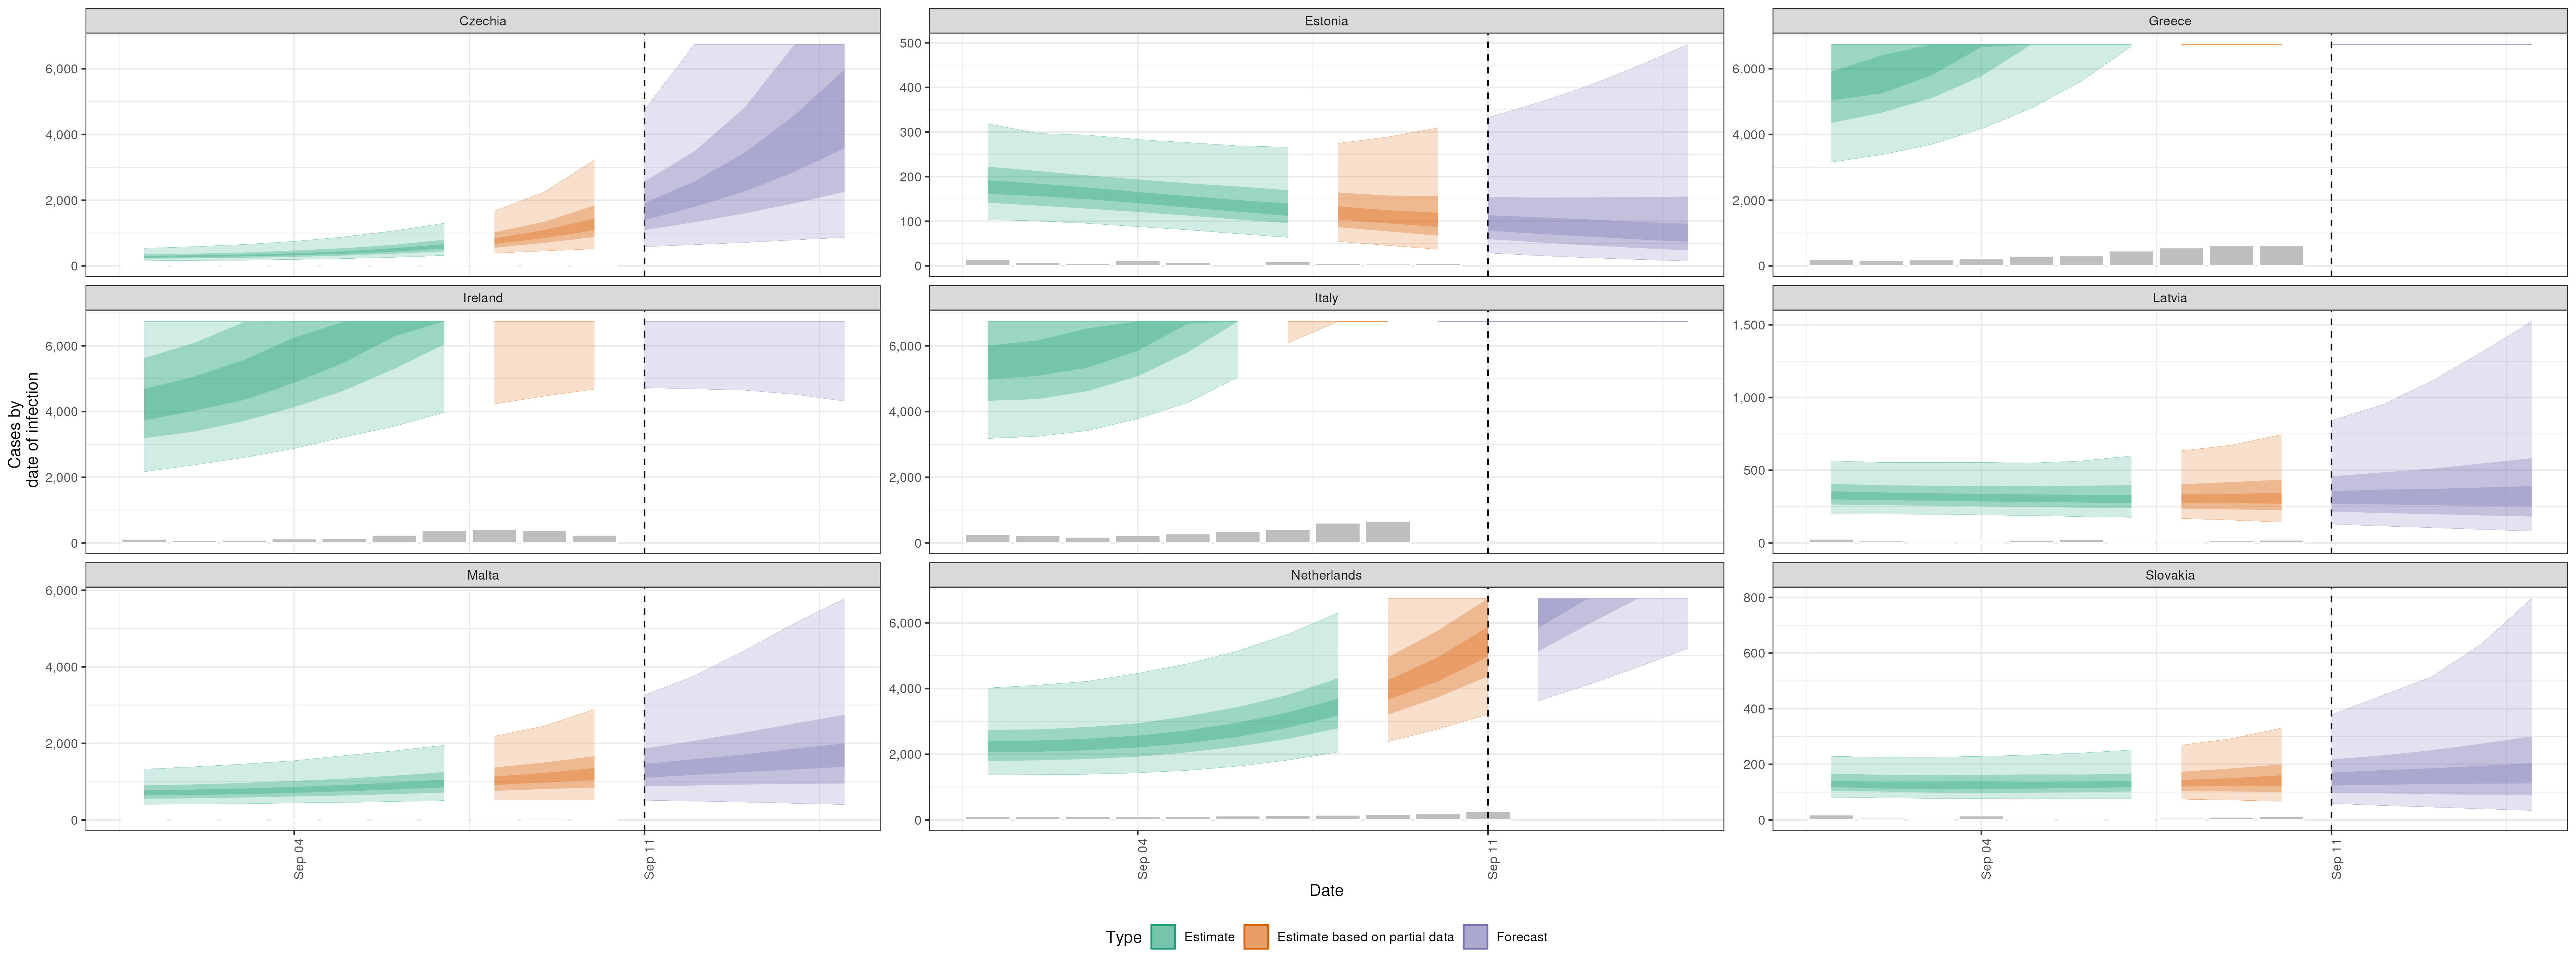 Czechia
Estonia
Greece
6,000
4,000
2,000
0
500
400
300
200
100
0
6,000
4,000
2,000
0
Ireland
Italy
Latvia
6,000
4,000
2,000
0
6,000
4,000
2,000
0
1,500
1,000
500
0
Cases by
date of infection
Malta
Netherlands
Slovakia
6,000
4,000
2,000
0
6,000
4,000
2,000
0
800
600
400
200
0
Sep 04
Sep 11
Sep 04
Sep 11
Sep 04
Sep 11
Date
Type
Estimate
Estimate based on partial data
Forecast